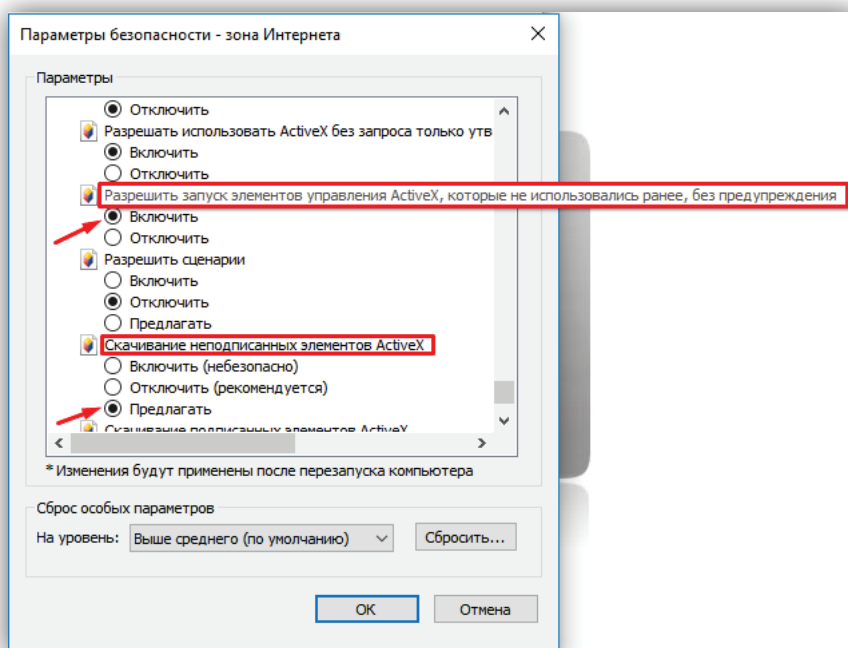 Параметры безопасности - зона Интернета
Параметры
Отключить
Разрешать использовать ActiveX без запроса только утв
Включить
Отключить
Разрешить запуск элементов управления ActiveX, которые не использовались ранее, без предупреждения
Включить
Отключить
Разрешить сценарии
Включить
Отключить
Предлагать
Скачивание неподписанных элементов ActiveX
Включить (небезопасно)
Отключить (рекомендуется)
Предлагать
Скачивание подписанных элементов ActiveX
* Изменения будут применены после перезапуска компьютера
Сброс особых параметров
На уровень: Выше среднего (по умолчанию) Сбросить...
ОК Отмена